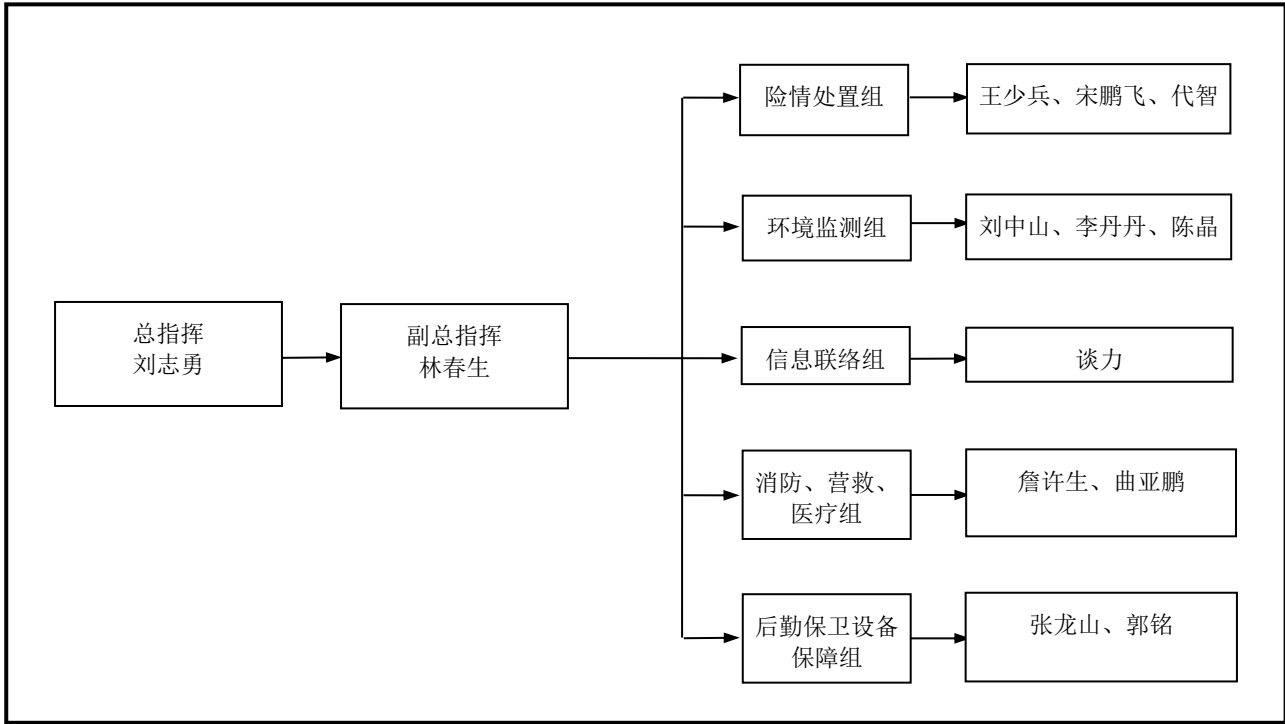 总指挥
刘志勇
副总指挥
林春生
险情处置组
王少兵、宋鹏飞、代智
环境监测组
刘中山、李丹丹、陈晶
信息联络组
谈力
消防、营救、
医疗组
詹许生、曲亚鹏
后勤保卫设备
保障组
张龙山、郭铭